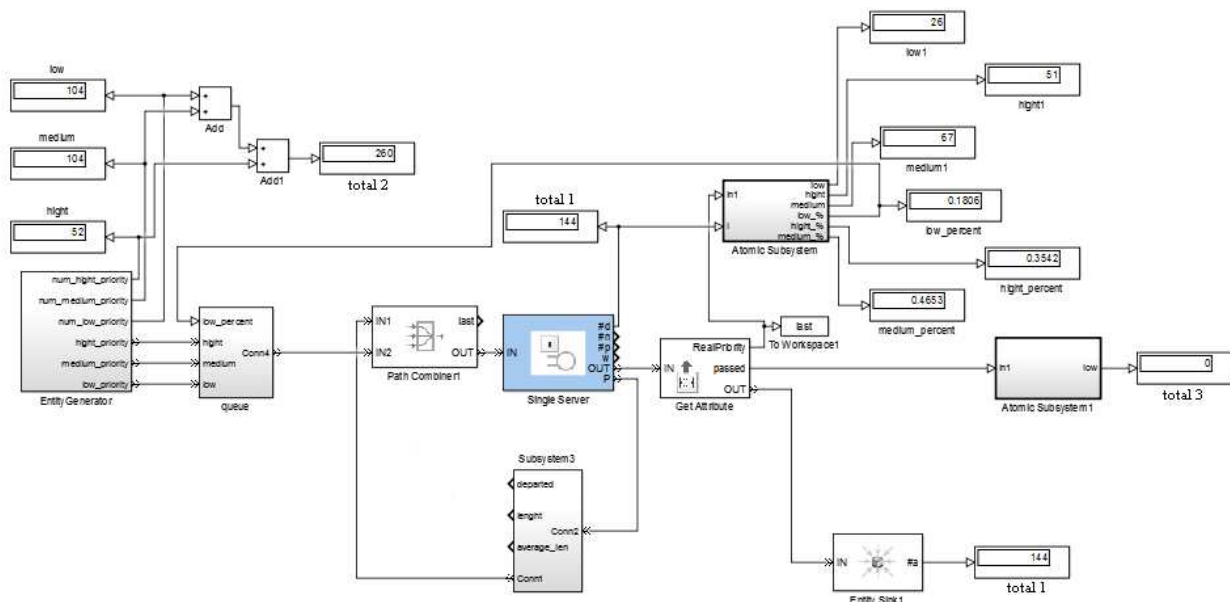 26
low1
low
104
51
hight1
Add
medium
104
67
medium1
260
Add1
total 2
hight
52
total 1
144
In1
I
low
hight
medium
low_%
hight_%
medium_%
Atomic Subsystem
0.1806
low_percent
0.3542
hight_percent
0.4653
medium_percent
num_hight_priority
num_medium_priority
num_low_priority
hight_priority
medium_priority
low_priority
EntityGenerator
low_percent
hight
medium
low
Conn4
queue
IN1
IN2
last
OUT
Path Combiner1
IN
#d
#n
#p
w
OUT
P
Single Server
last
To Workspace1
IN
RealPriority
passed
OUT
Get Attribute
In1
low
Atomic Subsystem1
0
total 3
Subsystem3
departed
lenght
average_len
Conn2
Conn1
IN
#a
Entity Sink1
144
total 1